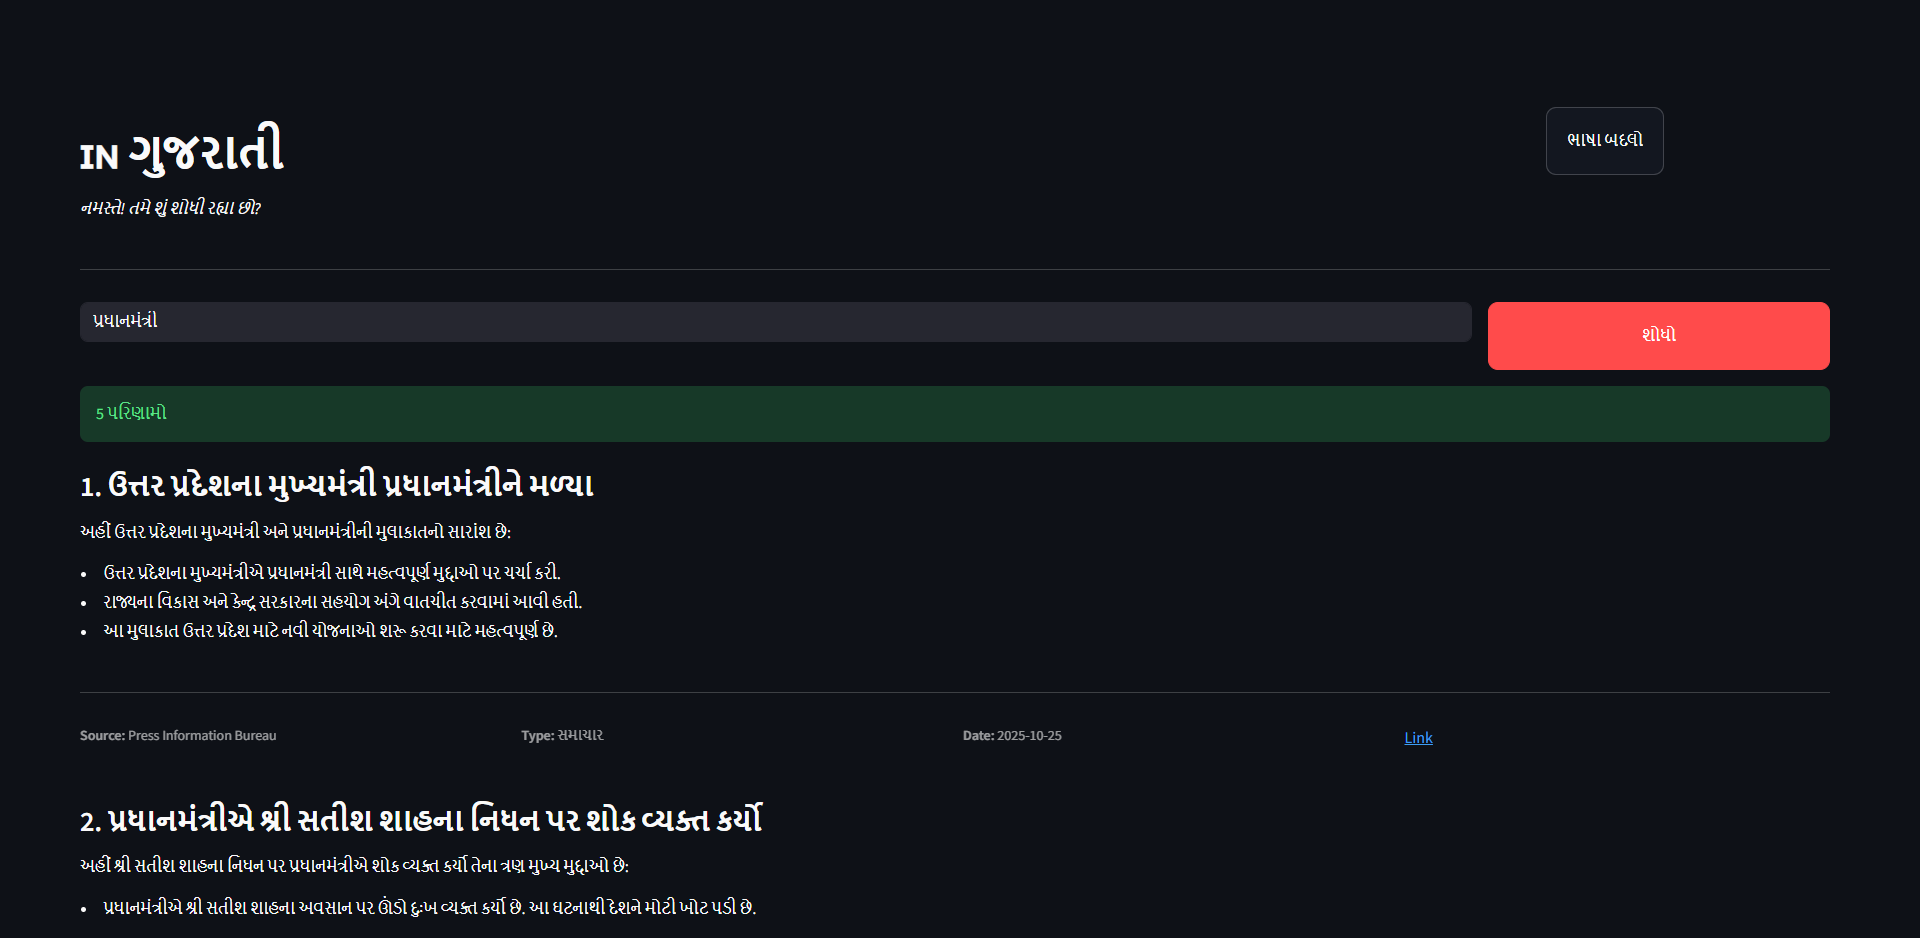 IN ગુજરાતી
ભાષા બદલો
નમસ્તે! તમે શું શોધી રહ્યા છો?
પ્રધાનમંત્રી
શોધો
5 પરિણામો
1. ઉત્તર પ્રદેશના મુખ્યમંત્રી પ્રધાનમંત્રીને મળ્યા
અહીં ઉત્તર પ્રદેશના મુખ્યમંત્રી અને પ્રધાનમંત્રીની મુલાકાતનો સારાંશ છે:
• ઉત્તર પ્રદેશના મુખ્યમંત્રીએ પ્રધાનમંત્રી સાથે મહત્વપૂર્ણ મુદ્દાઓ પર ચર્ચા કરી.
• રાજ્યના વિકાસ અને કેન્દ્ર સરકારના સહયોગ અંગે વાતચીત કરવામાં આવી હતી.
• આ મુલાકાત ઉત્તર પ્રદેશ માટે નવી યોજનાઓ શરૂ કરવા માટે મહત્વપૂર્ણ છે.
Source: Press Information Bureau
Type: સમાચાર
Date: 2025-10-25
Link
2. પ્રધાનમંત્રીએ શ્રી સતીશ શાહના નિધન પર શોક વ્યક્ત કર્યો
અહીં શ્રી સતીશ શાહના નિધન પર પ્રધાનમંત્રીએ શોક વ્યક્ત કર્યો તેના ત્રણ મુખ્ય મુદ્દાઓ છે:
• પ્રધાનમંત્રીએ શ્રી સતીશ શાહના અવસાન પર ઊંડો દુઃખ વ્યક્ત કર્યો છે. આ ઘટનાથી દેશને મોટી ખોટ પડી છે.